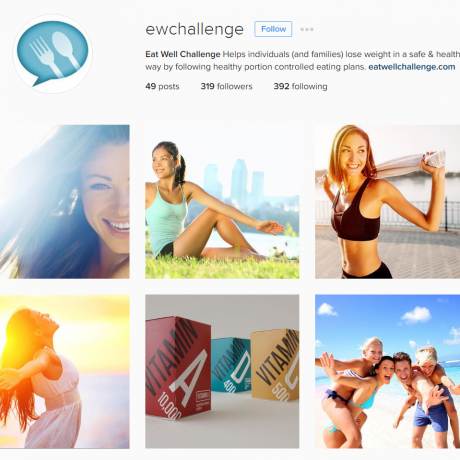 ewchallenge Follow
Eat Well Challenge Helps individuals (and families) lose weight in a safe & health
way by following healthy portion controlled eating plans. eatwellchallenge.com
49 posts 319 followers 392 following
VITAMIN
A
10.000
VITAMIN
D
400
VITAMIN
C
500